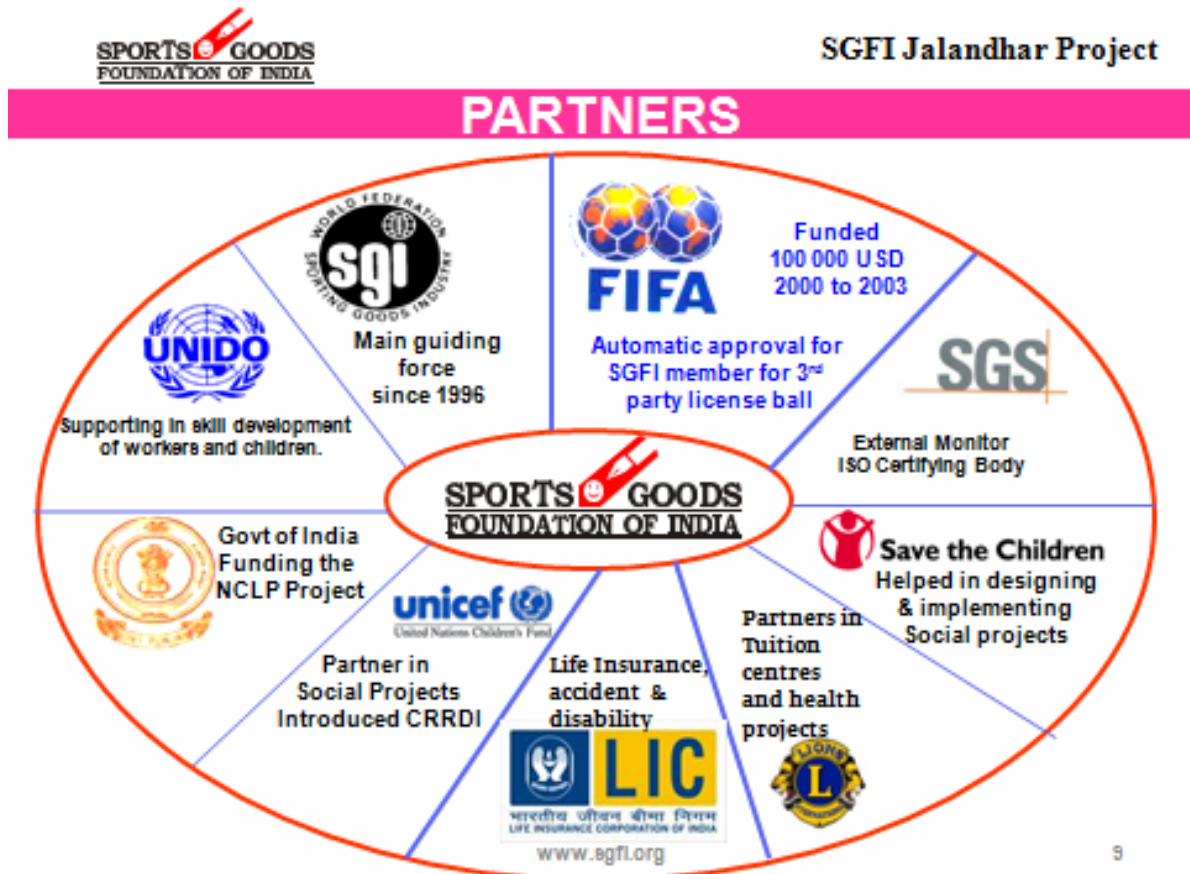 SPORTS GOODS
FOUNDATION OF INDIA
SGFI Jalandhar Project
PARTNERS
WORLD FEDERATION
sgi
SPORTING GOODS INDUSTRY
Main guiding
force
since 1996
FIFA
Funded
100 000 USD
2000 to 2003
Automatic approval for
SGFI member for 3rd
party license ball
SGS
External Monitor
ISO Certifying Body
UNIDO
Supporting in skill development
of workers and children.
SPORTS GOODS
FOUNDATION OF INDIA
Govt of India
Funding the
NCLP Project
Save the Children
Helped in designing
& implementing
Social projects
unicef
United Nations Children's Fund
Partner in
Social Projects
Introduced CRRDI
Life Insurance,
accident &
disability
LIC
भारतीय जीवन बीमा निगम
LIFE INSURANCE CORPORATION OF INDIA
Partners in
Tuition
centres
and health
projects
LIONS
L
INTERNATIONAL
www.sgfi.org
9